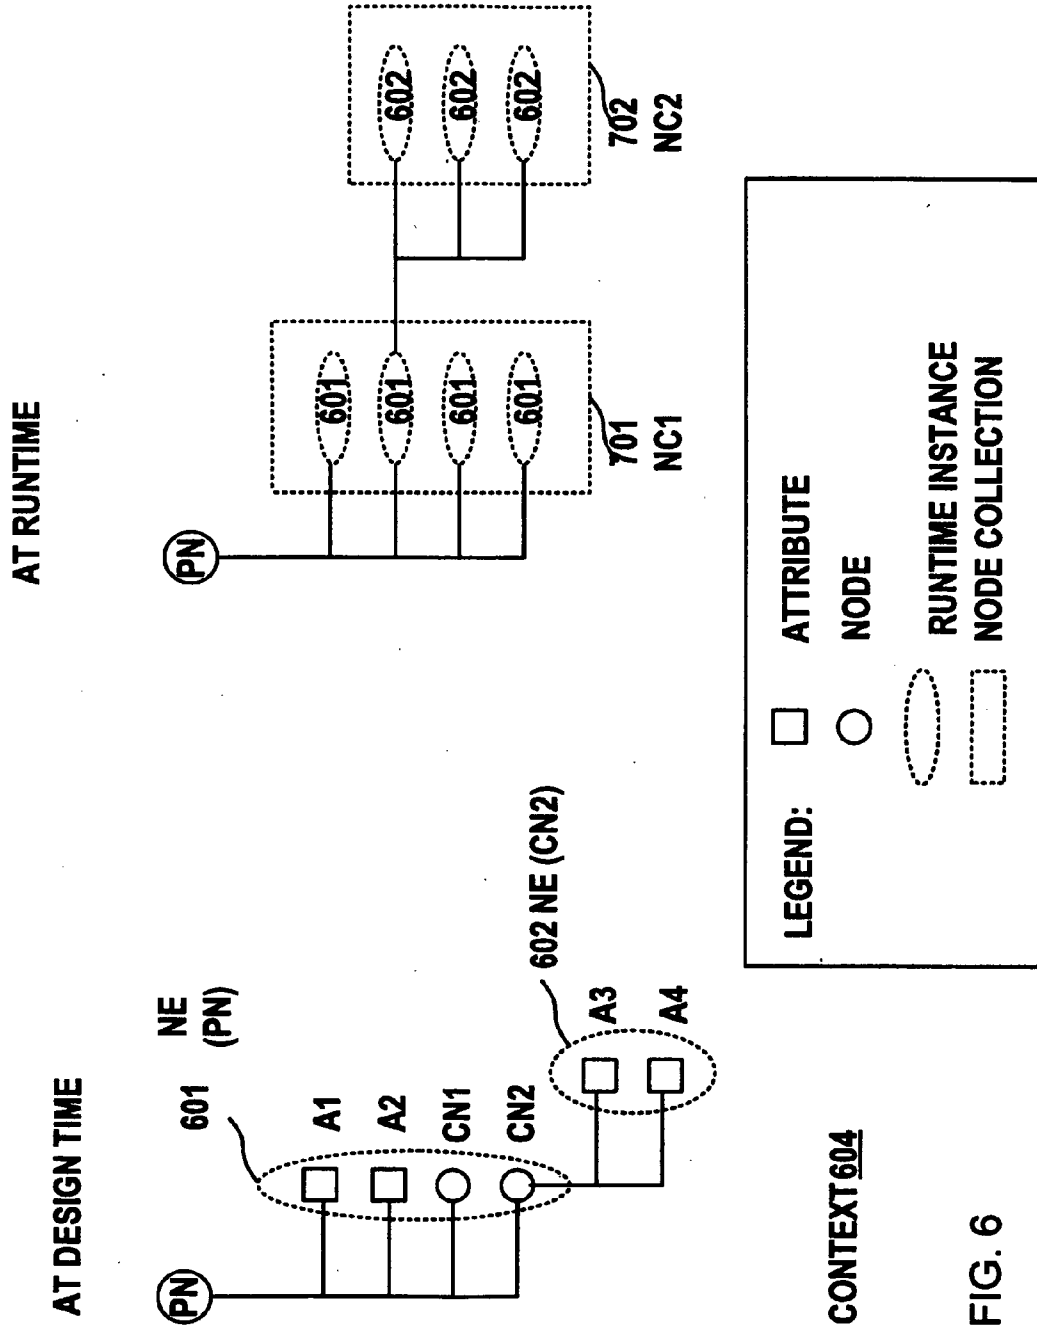 AT DESIGN TIME
PN
601
NE
(PN)
A1
A2
CN1
CN2
602 NE (CN2)
A3
A4
CONTEXT 604
FIG. 6
AT RUNTIME
PN
601
601
601
601
701
NC1
602
602
602
702
NC2
LEGEND:
ATTRIBUTE
NODE
RUNTIME INSTANCE
NODE COLLECTION